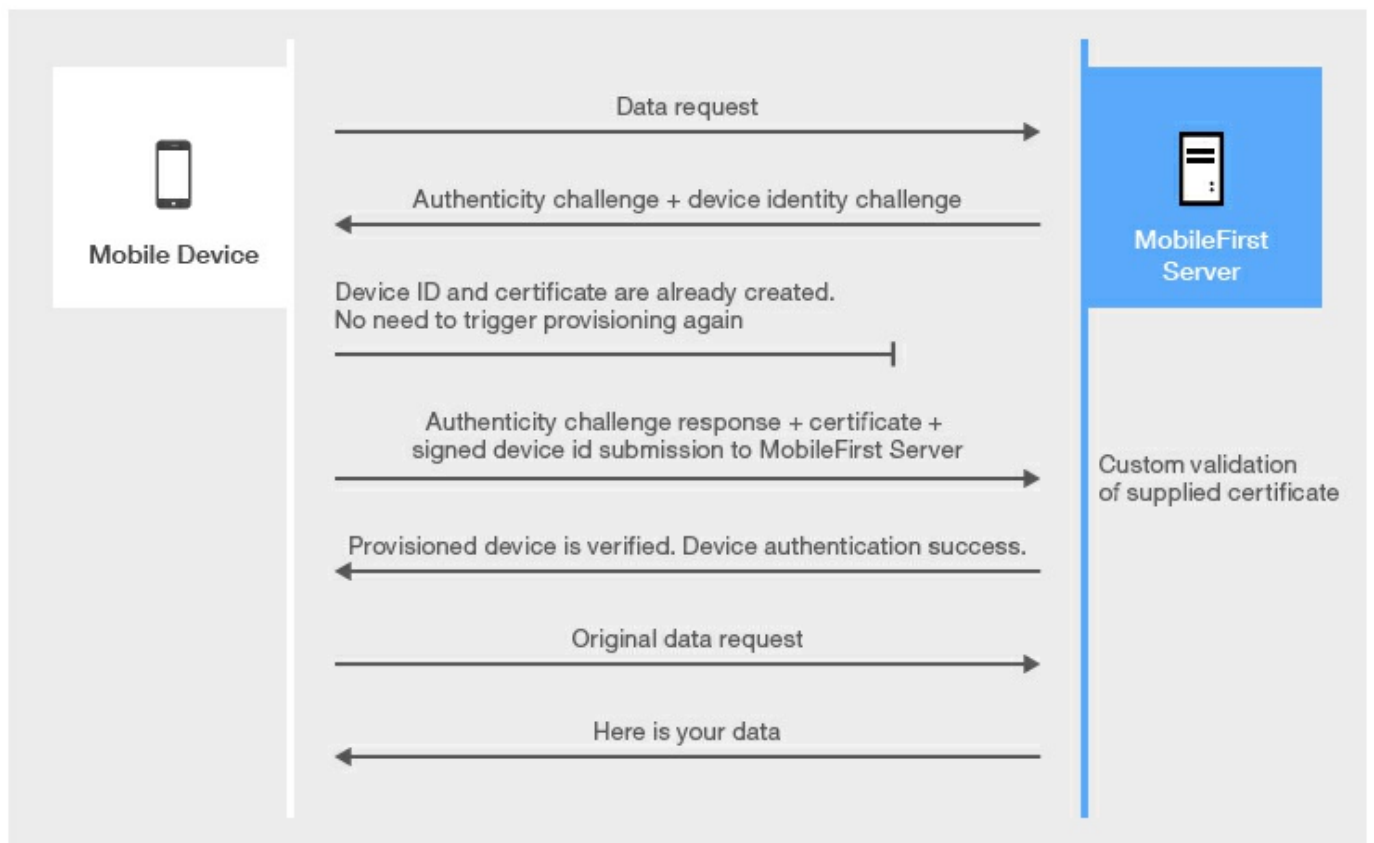 Data request
Authenticity challenge + device identity challenge
Mobile Device
MobileFirst
Server
Device ID and certificate are already created.
No need to trigger provisioning again
Authenticity challenge response + certificate +
signed device id submission to MobileFirst Server
Custom validation
of supplied certificate
Provisioned device is verified. Device authentication success.
Original data request
Here is your data